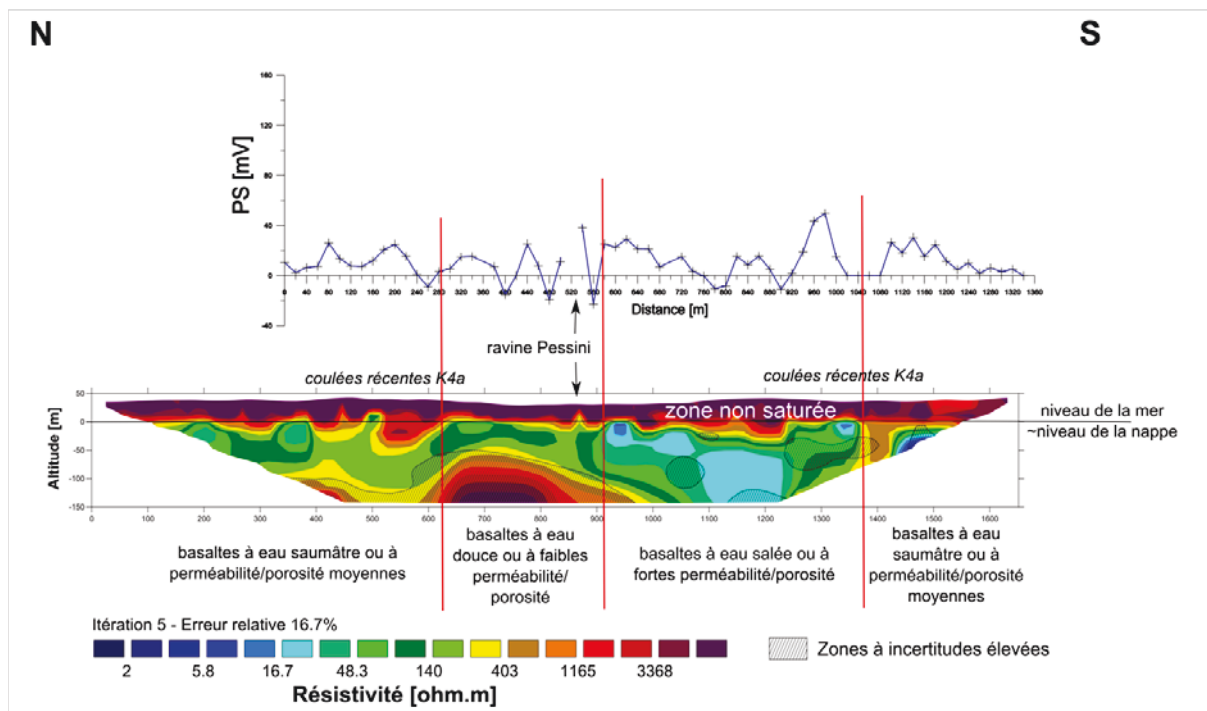 N
S
160
120
80
40
0
-40
PS [mV]
0 40 80 120 160 200 240 280 320 360 400 440 480 520 560 600 640 680 720 760 800 840 880 920 960 1000 1040 1080 1120 1160 1200 1240 1280 1320 1360
Distance [m]
ravine Pessini
coulées récentes K4a
coulées récentes K4a
50
0
-50
-100
-150
Altitude [m]
zone non saturée
niveau de la mer
~niveau de la nappe
0 100 200 300 400 500 600 700 800 900 1000 1100 1200 1300 1400 1500 1600
basaltes à eau saumâtre ou à
perméabilité/porosité moyennes
basaltes à eau
douce ou à faibles
perméabilité/
porosité
basaltes à eau salée ou à
fortes perméabilité/porosité
basaltes à eau
saumâtre ou à
perméabilité/porosité
moyennes
Itération 5 - Erreur relative 16.7%
2 5.8 16.7 48.3 140 403 1165 3368
Résistivité [ohm.m]
Zones à incertitudes élevées